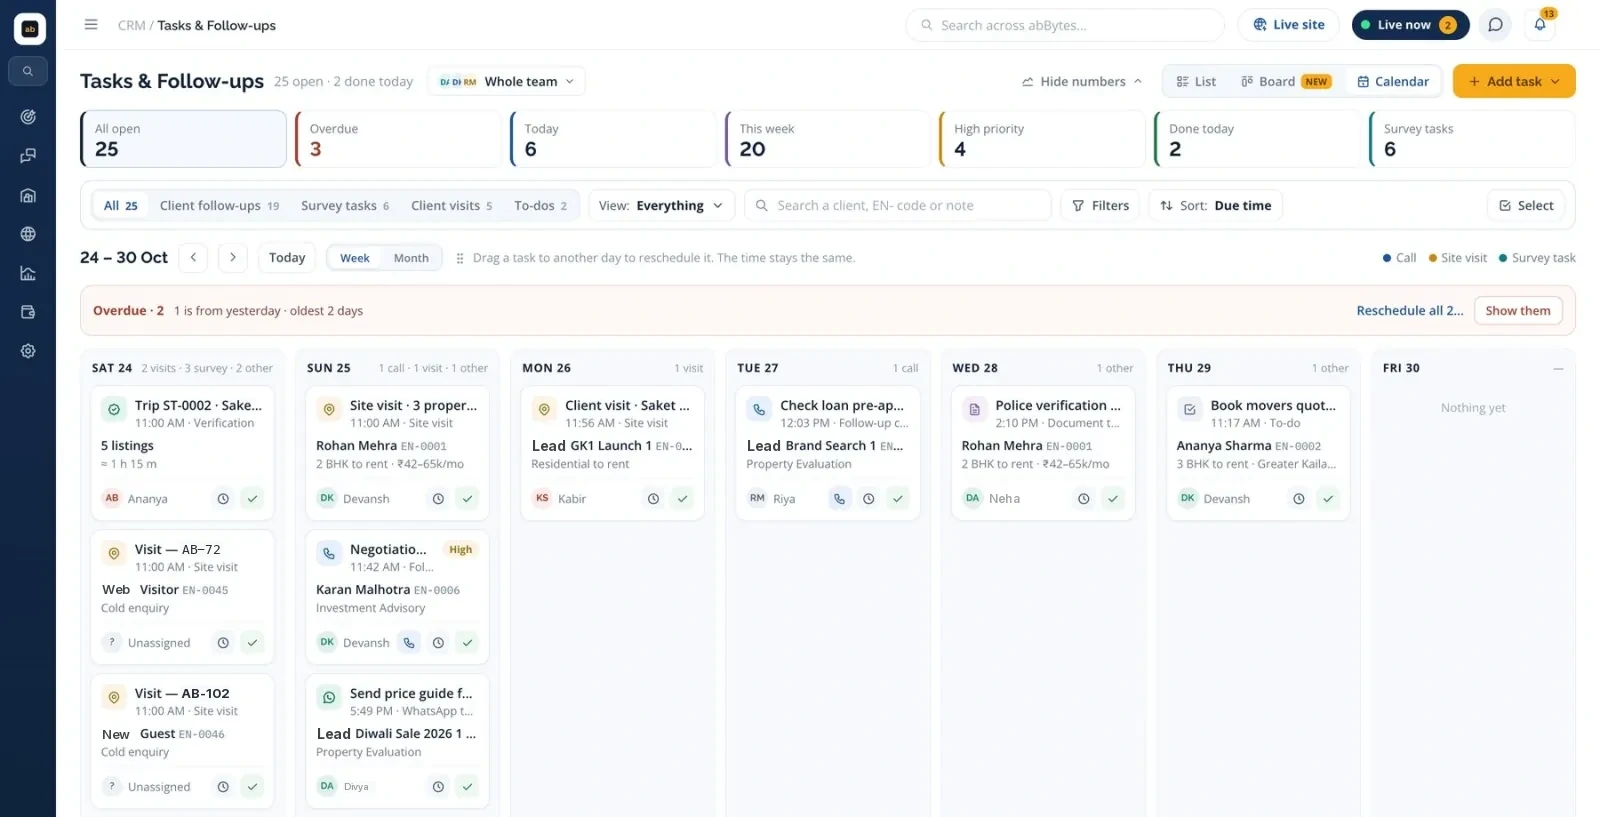 ab
CRM / Tasks & Follow-ups
Search across abBytes...
Live site
Live now 2
13
Tasks & Follow-ups 25 open · 2 done today
DK RM Whole team
Hide numbers
List
Board NEW
Calendar
+ Add task
All open
25
Overdue
3
Today
6
This week
20
High priority
4
Done today
2
Survey tasks
6
All 25
Client follow-ups 19
Survey tasks 6
Client visits 5
To-dos 2
View: Everything
Search a client, EN- code or note
Filters
Sort: Due time
Select
24 – 30 Oct
Today
Week
Month
Drag a task to another day to reschedule it. The time stays the same.
Call
Site visit
Survey task
Overdue · 2 1 is from yesterday · oldest 2 days
Reschedule all 2...
Show them
SAT 24 2 visits · 3 survey · 2 other
Trip ST-0002 · Sake...
11:00 AM · Verification
5 listings
≈ 1 h 15 m
AB Ananya
Visit — AB-72
11:00 AM · Site visit
Web Visitor EN-0045
Cold enquiry
? Unassigned
Visit — AB-102
11:00 AM · Site visit
New Guest EN-0046
Cold enquiry
? Unassigned
SUN 25 1 call · 1 visit · 1 other
Site visit · 3 proper...
11:00 AM · Site visit
Rohan Mehra EN-0001
2 BHK to rent · ₹42–65k/mo
DK Devansh
Negotiatio... High
11:42 AM · Fol...
Karan Malhotra EN-0006
Investment Advisory
DK Devansh
Send price guide f...
5:49 PM · WhatsApp t...
Lead Diwali Sale 2026 1 ...
Property Evaluation
DA Divya
MON 26 1 visit
Client visit · Saket ...
11:56 AM · Site visit
Lead GK1 Launch 1 EN-0...
Residential to rent
KS Kabir
TUE 27 1 call
Check loan pre-ap...
12:03 PM · Follow-up c...
Lead Brand Search 1 EN...
Property Evaluation
RM Riya
WED 28 1 other
Police verification ...
2:10 PM · Document t...
Rohan Mehra EN-0001
2 BHK to rent · ₹42–65k/mo
DA Neha
THU 29 1 other
Book movers quot...
11:17 AM · To-do
Ananya Sharma EN-0002
3 BHK to rent · Greater Kaila...
DK Devansh
FRI 30 —
Nothing yet